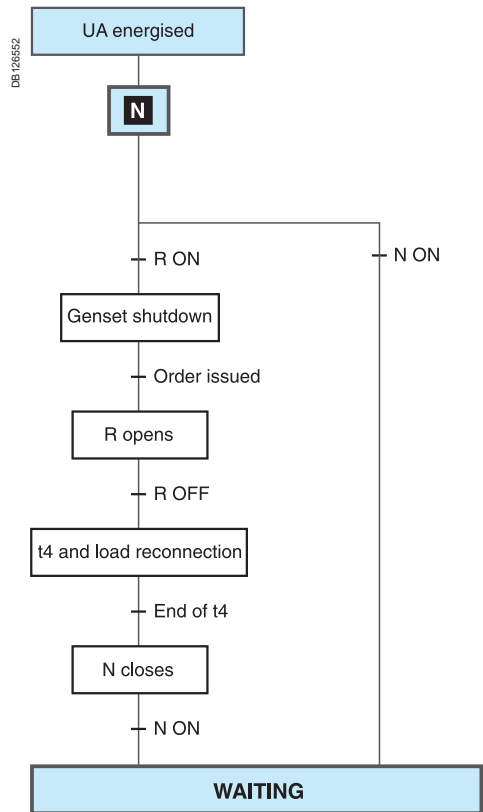 UA energised
DB126552
N
R ON
N ON
Genset shutdown
Order issued
R opens
R OFF
t4 and load reconnection
End of t4
N closes
N ON
WAITING